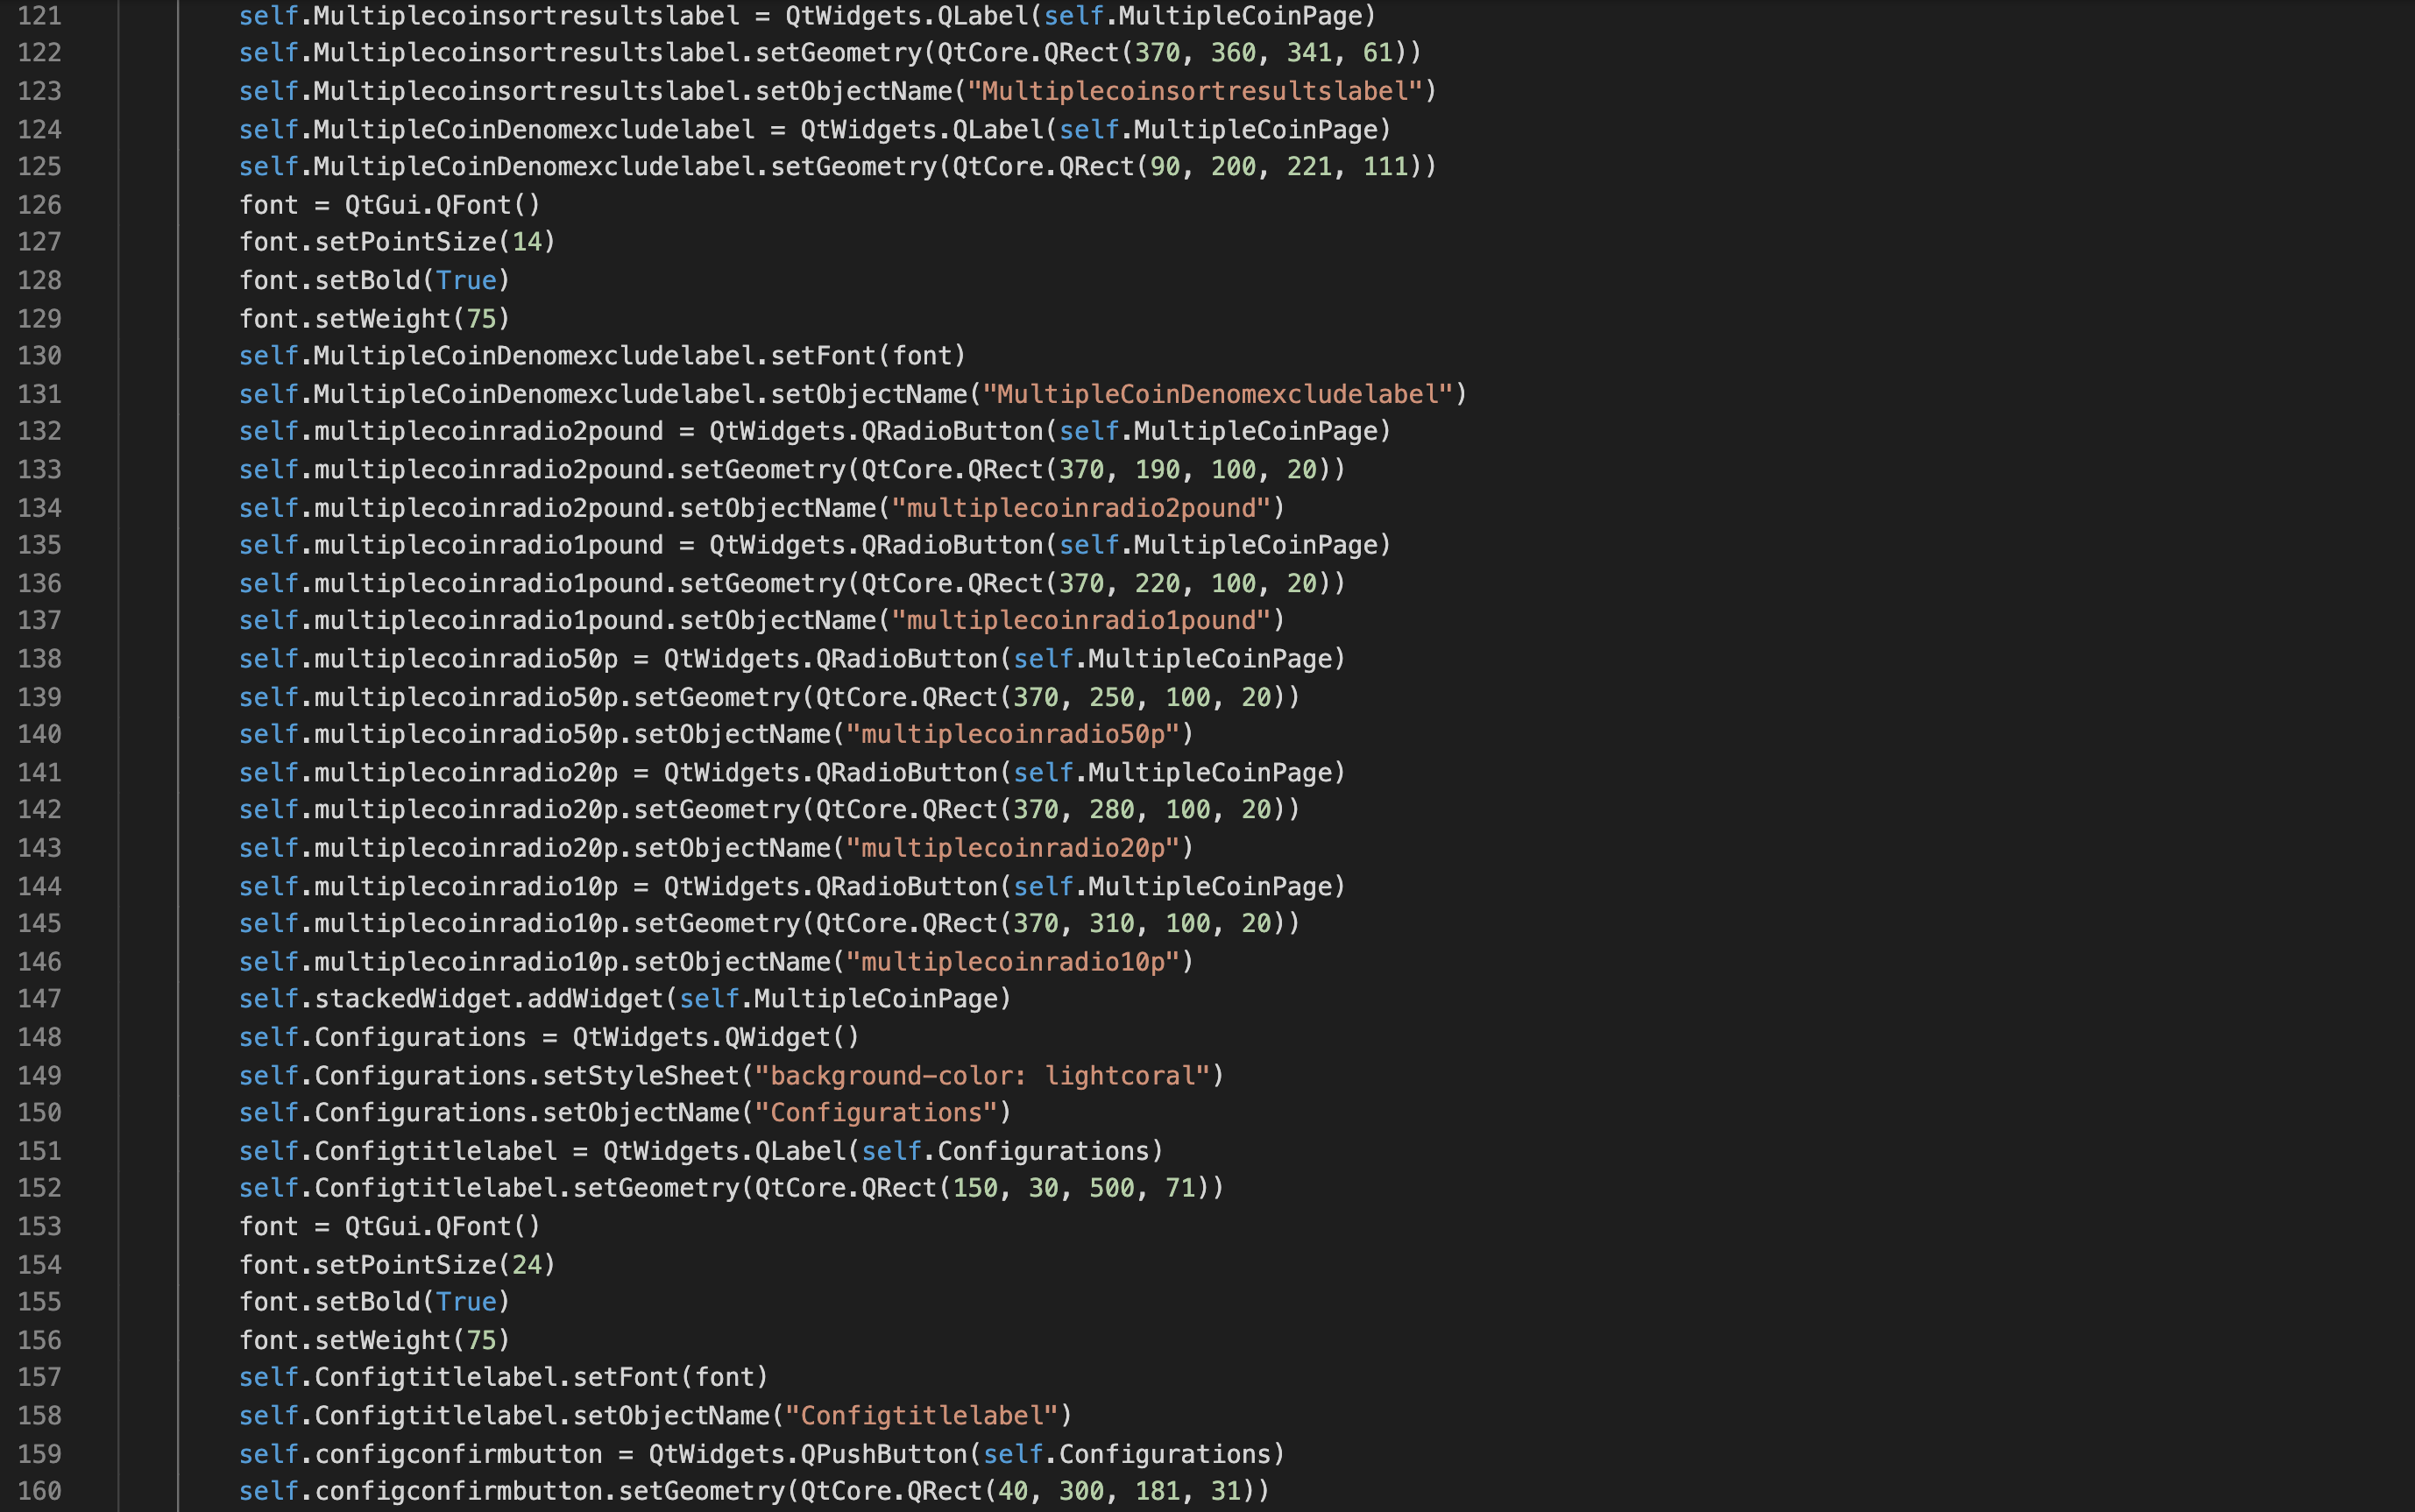 121 self.Multiplecoinsortresultslabel = QtWidgets.QLabel(self.MultipleCoinPage)
122 self.Multiplecoinsortresultslabel.setGeometry(QtCore.QRect(370, 360, 341, 61))
123 self.Multiplecoinsortresultslabel.setObjectName("Multiplecoinsortresultslabel")
124 self.MultipleCoinDenomexcludelabel = QtWidgets.QLabel(self.MultipleCoinPage)
125 self.MultipleCoinDenomexcludelabel.setGeometry(QtCore.QRect(90, 200, 221, 111))
126 font = QtGui.QFont()
127 font.setPointSize(14)
128 font.setBold(True)
129 font.setWeight(75)
130 self.MultipleCoinDenomexcludelabel.setFont(font)
131 self.MultipleCoinDenomexcludelabel.setObjectName("MultipleCoinDenomexcludelabel")
132 self.multiplecoinradio2pound = QtWidgets.QRadioButton(self.MultipleCoinPage)
133 self.multiplecoinradio2pound.setGeometry(QtCore.QRect(370, 190, 100, 20))
134 self.multiplecoinradio2pound.setObjectName("multiplecoinradio2pound")
135 self.multiplecoinradio1pound = QtWidgets.QRadioButton(self.MultipleCoinPage)
136 self.multiplecoinradio1pound.setGeometry(QtCore.QRect(370, 220, 100, 20))
137 self.multiplecoinradio1pound.setObjectName("multiplecoinradio1pound")
138 self.multiplecoinradio50p = QtWidgets.QRadioButton(self.MultipleCoinPage)
139 self.multiplecoinradio50p.setGeometry(QtCore.QRect(370, 250, 100, 20))
140 self.multiplecoinradio50p.setObjectName("multiplecoinradio50p")
141 self.multiplecoinradio20p = QtWidgets.QRadioButton(self.MultipleCoinPage)
142 self.multiplecoinradio20p.setGeometry(QtCore.QRect(370, 280, 100, 20))
143 self.multiplecoinradio20p.setObjectName("multiplecoinradio20p")
144 self.multiplecoinradio10p = QtWidgets.QRadioButton(self.MultipleCoinPage)
145 self.multiplecoinradio10p.setGeometry(QtCore.QRect(370, 310, 100, 20))
146 self.multiplecoinradio10p.setObjectName("multiplecoinradio10p")
147 self.stackedWidget.addWidget(self.MultipleCoinPage)
148 self.Configurations = QtWidgets.QWidget()
149 self.Configurations.setStyleSheet("background-color: lightcoral")
150 self.Configurations.setObjectName("Configurations")
151 self.Configtitlelabel = QtWidgets.QLabel(self.Configurations)
152 self.Configtitlelabel.setGeometry(QtCore.QRect(150, 30, 500, 71))
153 font = QtGui.QFont()
154 font.setPointSize(24)
155 font.setBold(True)
156 font.setWeight(75)
157 self.Configtitlelabel.setFont(font)
158 self.Configtitlelabel.setObjectName("Configtitlelabel")
159 self.configconfirmbutton = QtWidgets.QPushButton(self.Configurations)
160 self.configconfirmbutton.setGeometry(QtCore.QRect(40, 300, 181, 31))